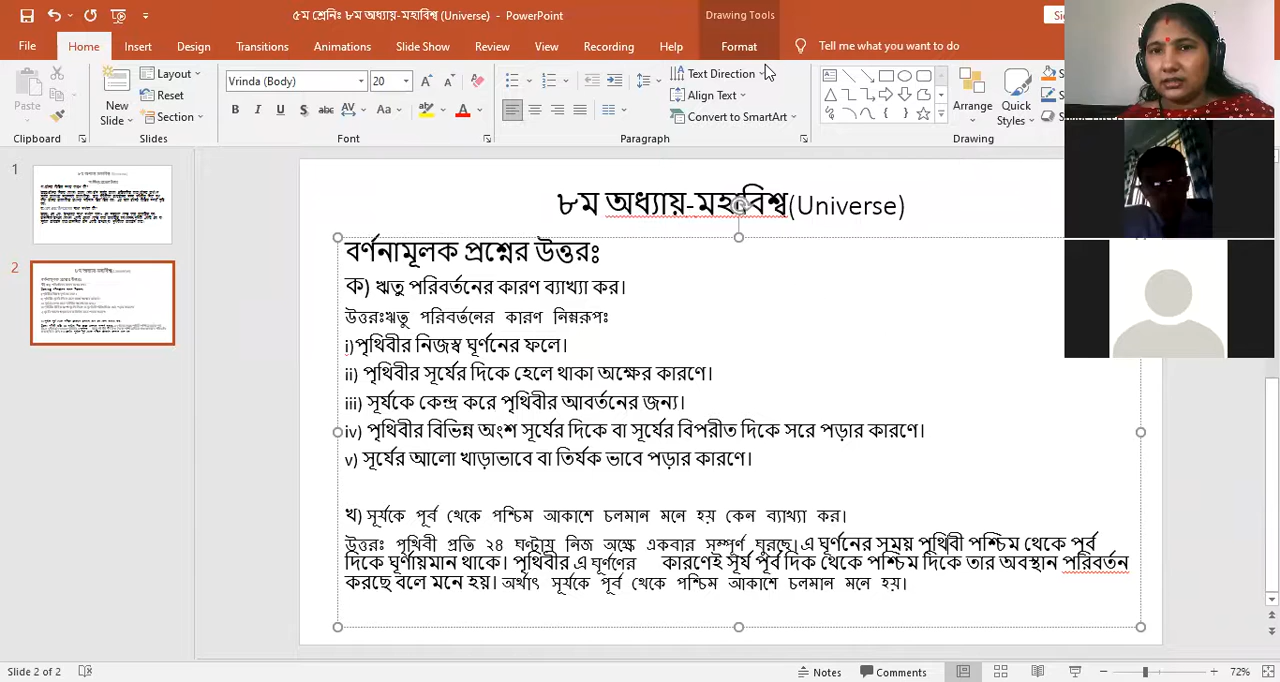 ৫ম শ্রেনিঃ ৮ম অধ্যায়-মহাবিশ্ব (Universe) - PowerPoint
Drawing Tools
File Home Insert Design Transitions Animations Slide Show Review View Recording Help Format Tell me what you want to do
Paste
New Slide
Layout
Reset
Section
Vrinda (Body) 20
B I U S abc AV Aa A
Text Direction
Align Text
Convert to SmartArt
Arrange
Quick Styles
Clipboard Slides Font Paragraph Drawing
1
2
৮ম অধ্যায়-মহাবিশ্ব(Universe)
বর্ণনামূলক প্রশ্নের উত্তরঃ
ক) ঋতু পরিবর্তনের কারণ ব্যাখ্যা কর।
উত্তরঃঋতু পরিবর্তনের কারণ নিম্নরূপঃ
i)পৃথিবীর নিজস্ব ঘূর্ণনের ফলে।
ii) পৃথিবীর সূর্যের দিকে হেলে থাকা অক্ষের কারণে।
iii) সূর্যকে কেন্দ্র করে পৃথিবীর আবর্তনের জন্য।
iv) পৃথিবীর বিভিন্ন অংশ সূর্যের দিকে বা সূর্যের বিপরীত দিকে সরে পড়ার কারণে।
v) সূর্যের আলো খাড়াভাবে বা তির্যক ভাবে পড়ার কারণে।
খ) সূর্যকে পূর্ব থেকে পশ্চিম আকাশে চলমান মনে হয় কেন ব্যাখ্যা কর।
উত্তরঃ পৃথিবী প্রতি ২৪ ঘণ্টায় নিজ অক্ষে একবার সম্পূর্ণ ঘুরছে। এ ঘূর্ণনের সময় পৃথিবী পশ্চিম থেকে পূর্ব
দিকে ঘূর্ণায়মান থাকে। পৃথিবীর এ ঘূর্ণণের কারণেই সূর্য পূর্ব দিক থেকে পশ্চিম দিকে তার অবস্থান পরিবর্তন
করছে বলে মনে হয়। অর্থাৎ সূর্যকে পূর্ব থেকে পশ্চিম আকাশে চলমান মনে হয়।
Slide 2 of 2
Notes
Comments
72%